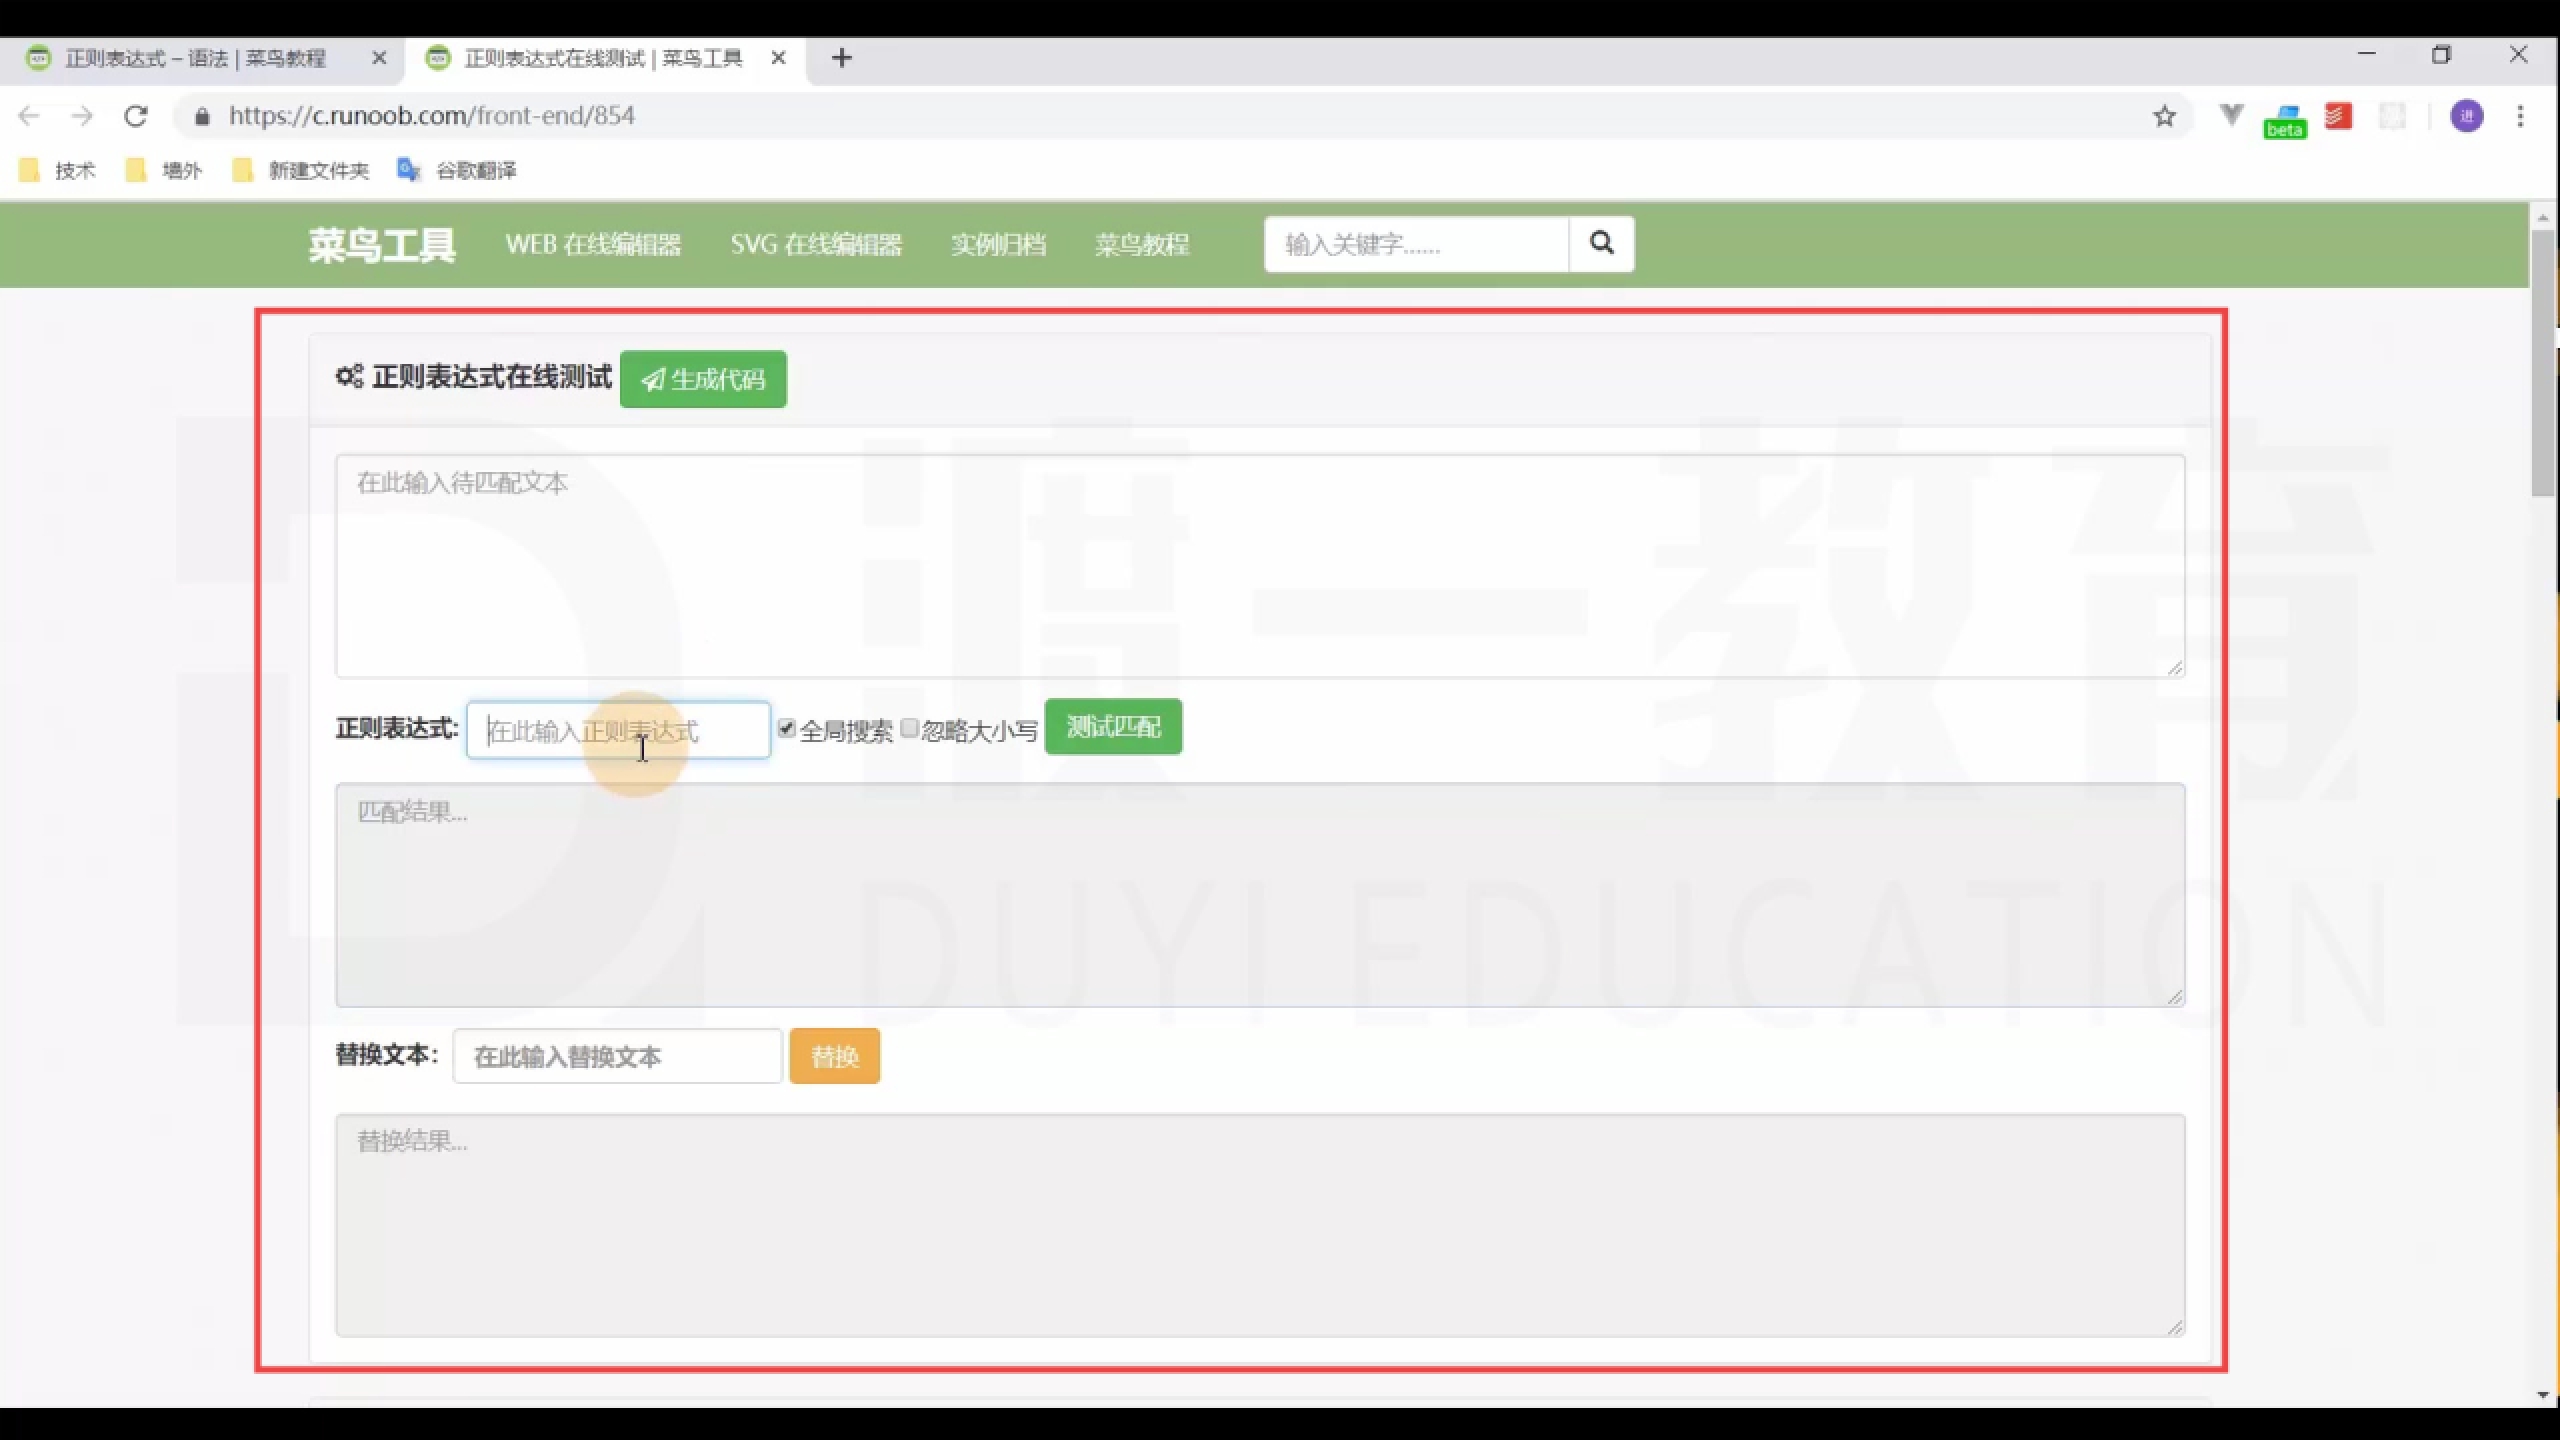 正则表达式 – 语法 | 菜鸟教程
正则表达式在线测试 | 菜鸟工具
https://c.runoob.com/front-end/854
beta
进
技术
墙外
新建文件夹
谷歌翻译
菜鸟工具
WEB 在线编辑器
SVG 在线编辑器
实例归档
菜鸟教程
输入关键字......
正则表达式在线测试
生成代码
在此输入待匹配文本
正则表达式:
在此输入正则表达式
全局搜索
忽略大小写
测试匹配
匹配结果...
替换文本:
在此输入替换文本
替换
替换结果...
渡一教育
DUYI EDUCATION